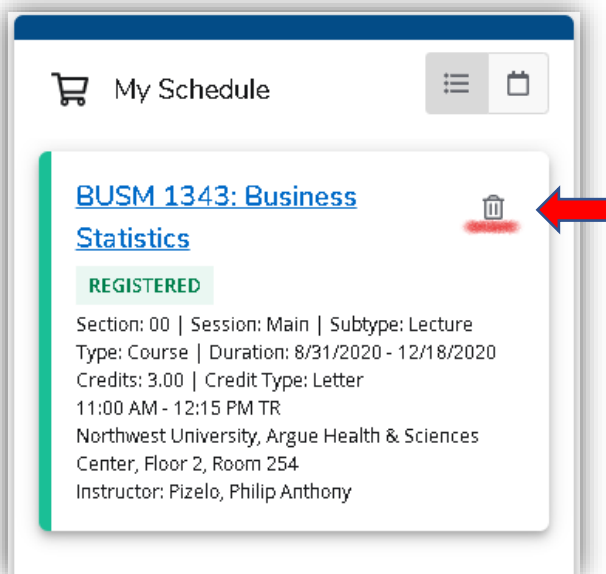 My Schedule
BUSM 1343: Business
Statistics
REGISTERED
Section: 00 | Session: Main | Subtype: Lecture
Type: Course | Duration: 8/31/2020 - 12/18/2020
Credits: 3.00 | Credit Type: Letter
11:00 AM - 12:15 PM TR
Northwest University, Argue Health & Sciences
Center, Floor 2, Room 254
Instructor: Pizelo, Philip Anthony